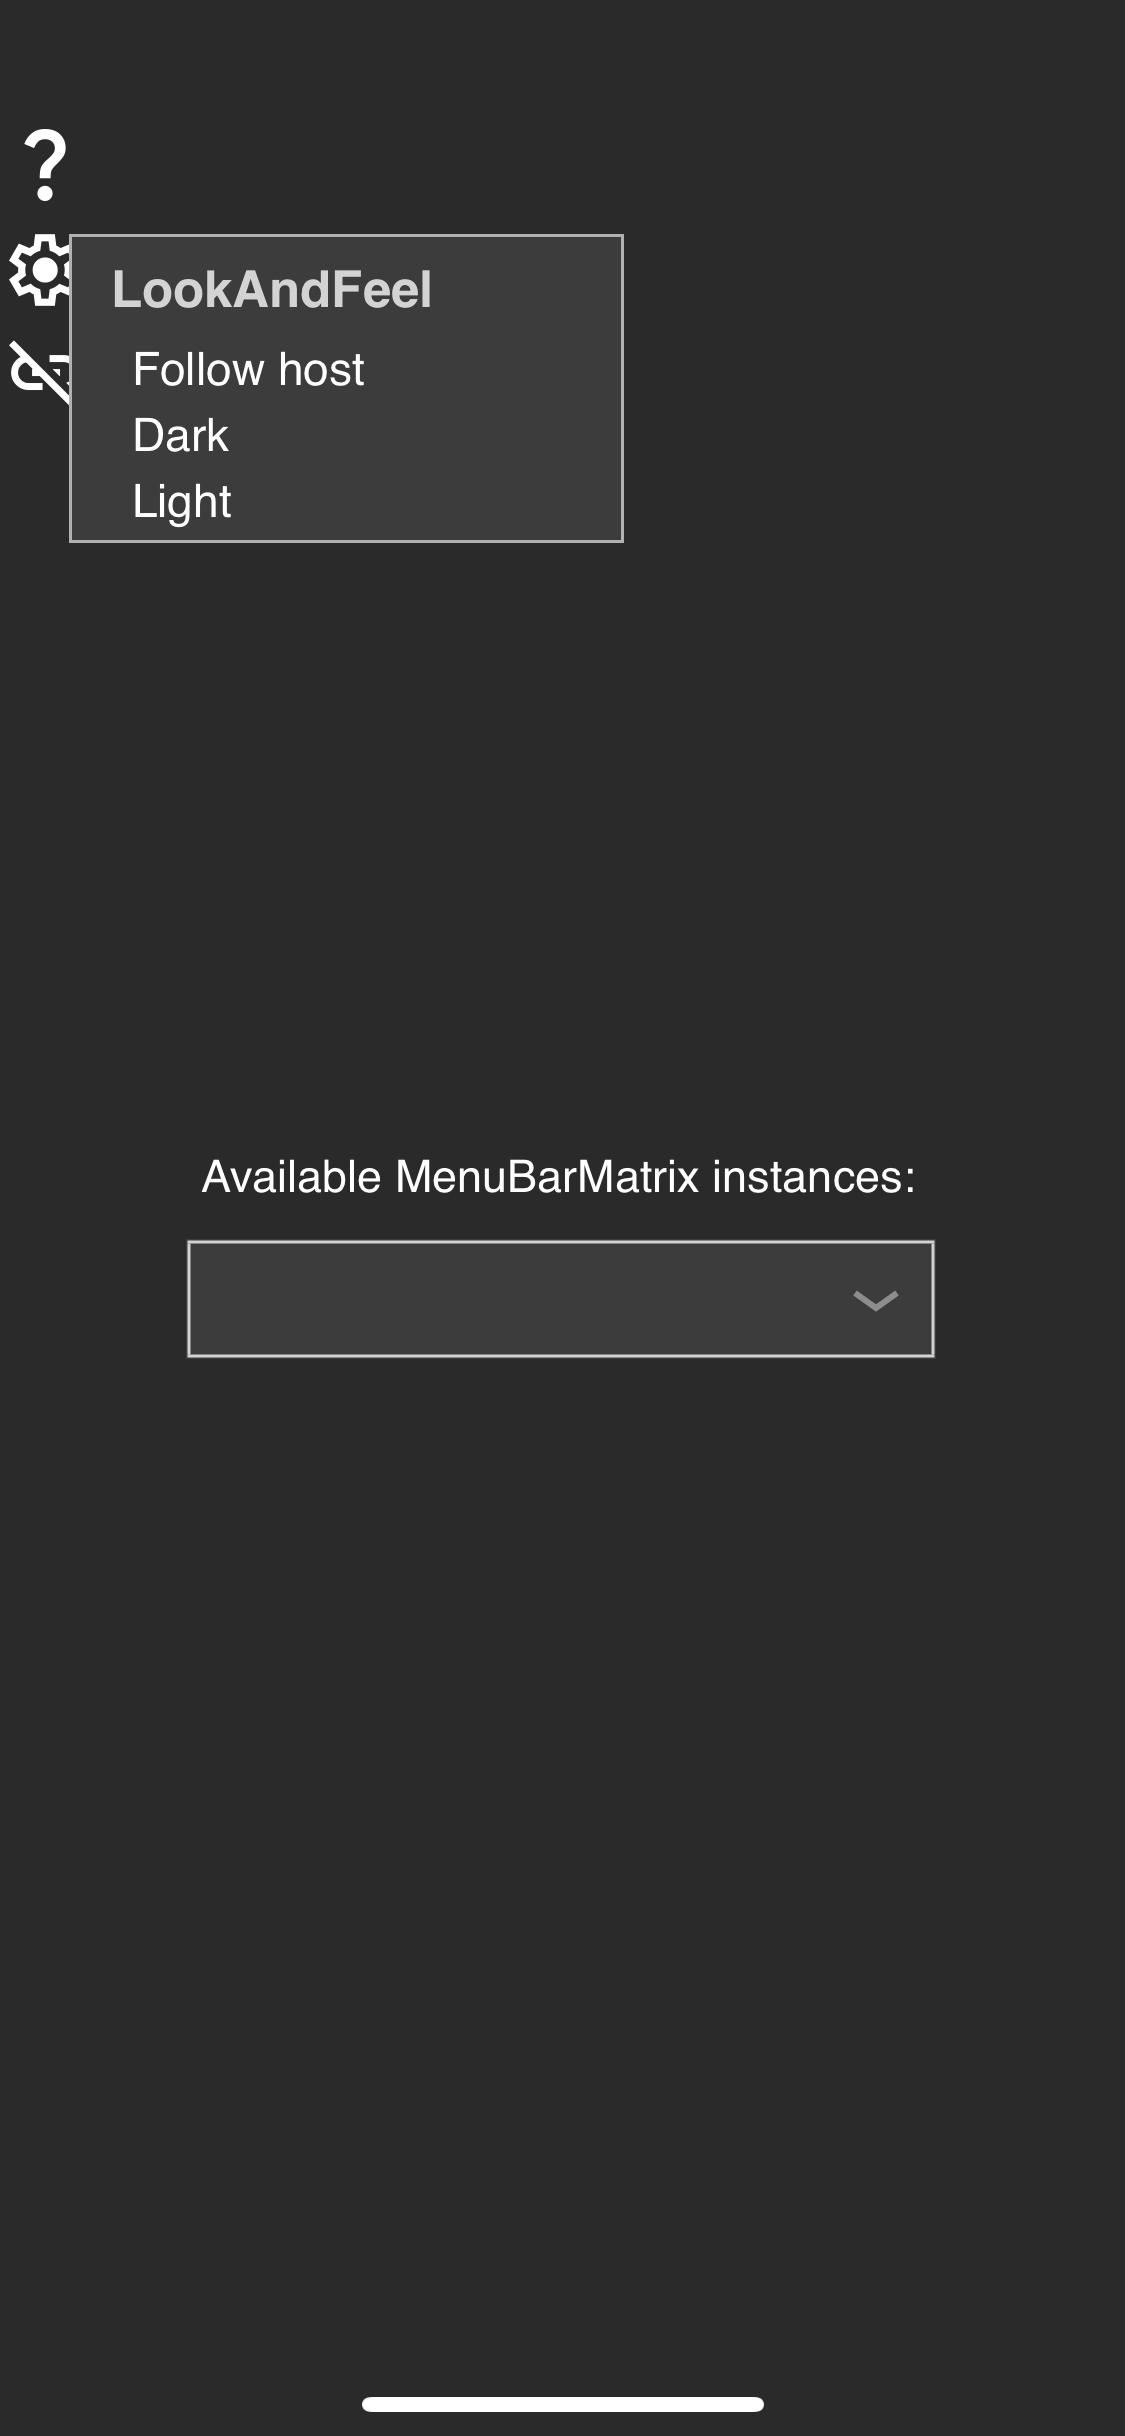 LookAndFeel
Follow host
Dark
Light
Available MenuBarMatrix instances: